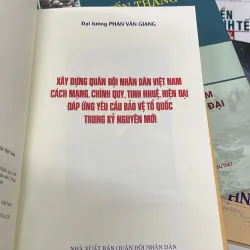 Đại tướng PHAN VĂN GIANG
XÂY DỰNG QUÂN ĐỘI NHÂN DÂN VIỆT NAM
CÁCH MẠNG, CHÍNH QUY, TINH NHUỆ, HIỆN ĐẠI
ĐÁP ỨNG YÊU CẦU BẢO VỆ TỔ QUỐC
TRONG KỶ NGUYÊN MỚI
NHÀ XUẤT BẢN QUÂN ĐỘI NHÂN DÂN